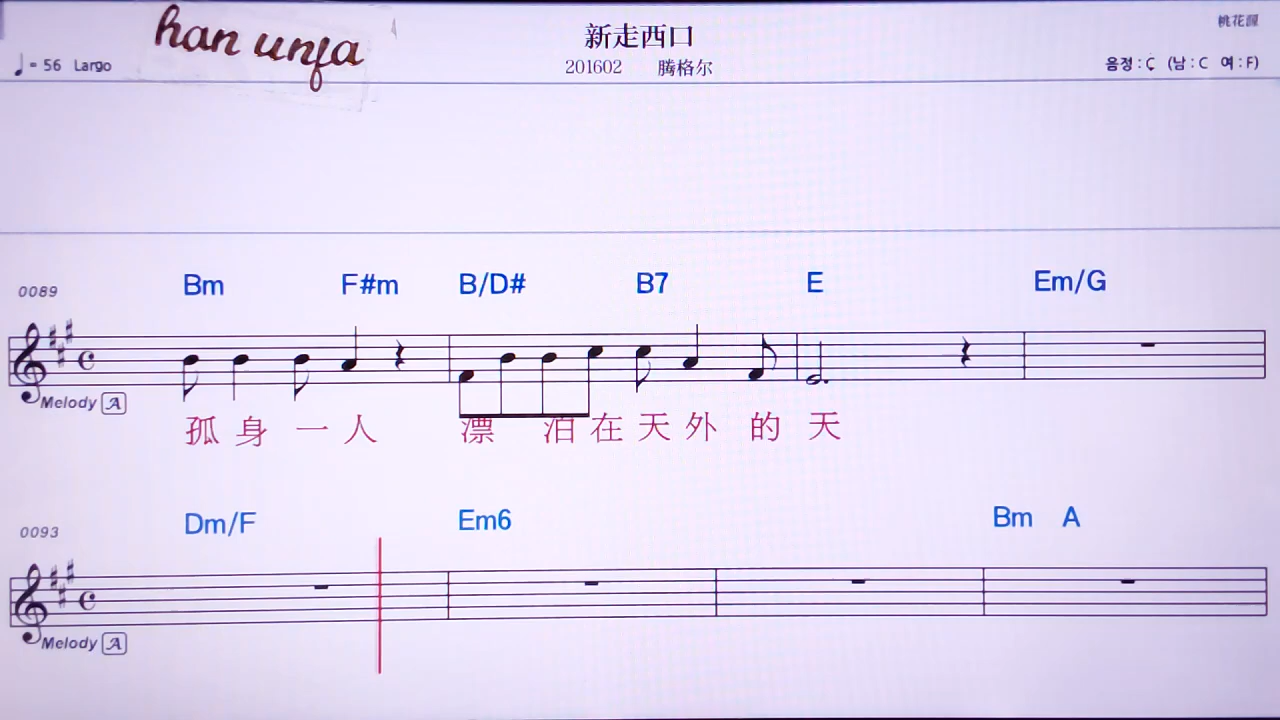 han unfa
新走西口
桃花源
♩= 56 Largo
201602 腾格尔
음정 : C (남 : C 여 : F)
0089
Bm F#m B/D# B7 E Em/G
Melody A
孤 身 一 人 漂 泊 在 天 外 的 天
0093
Dm/F Em6 Bm A
Melody A